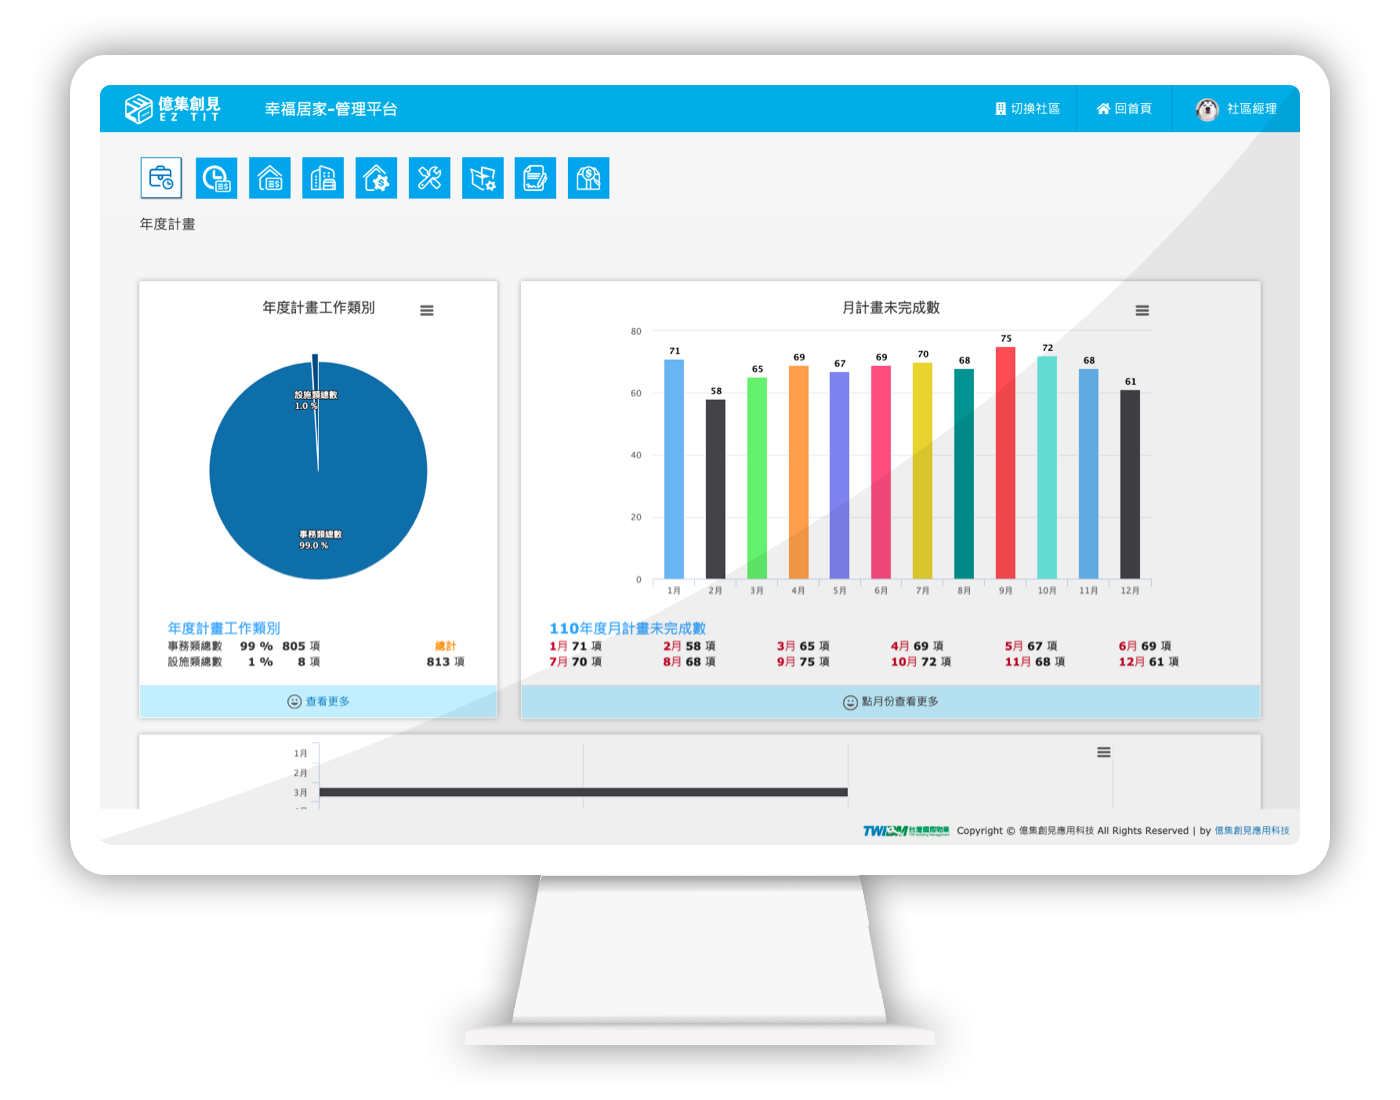 億集創見
EZ TIT
幸福居家-管理平台
切換社區
回首頁
社區經理
年度計畫
年度計畫工作類別
設施類總數
1.0 %
事務類總數
99.0 %
年度計畫工作類別
事務類總數 99 % 805 項 總計
設施類總數 1 % 8 項 813 項
查看更多
月計畫未完成數
80
60
40
20
0
71 58 65 69 67 69 70 68 75 72 68 61
1月 2月 3月 4月 5月 6月 7月 8月 9月 10月 11月 12月
110年度月計畫未完成數
1月 71 項 2月 58 項 3月 65 項 4月 69 項 5月 67 項 6月 69 項
7月 70 項 8月 68 項 9月 75 項 10月 72 項 11月 68 項 12月 61 項
點月份查看更多
1月
2月
3月
台灣國際物業 Copyright © 億集創見應用科技 All Rights Reserved | by 億集創見應用科技